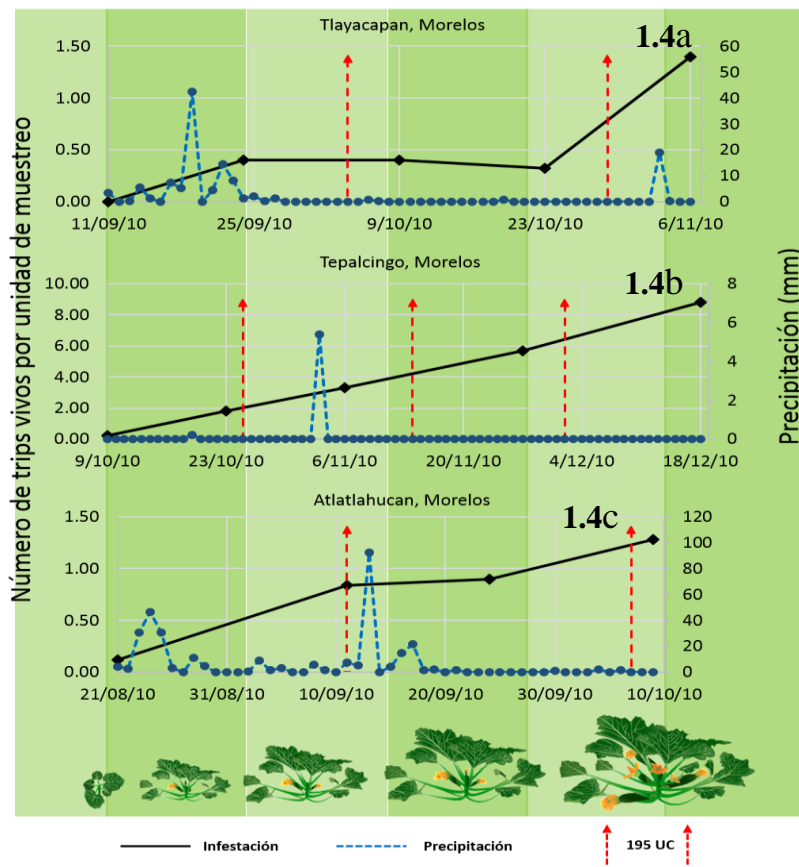 Tlayacapan, Morelos
1.4a
1.50
1.00
0.50
0.00
60
50
40
30
20
10
0
11/09/10 25/09/10 9/10/10 23/10/10 6/11/10
Número de trips vivos por unidad de muestreo
Precipitación (mm)
Tepalcingo, Morelos
1.4b
10.00
8.00
6.00
4.00
2.00
0.00
8
6
4
2
0
9/10/10 23/10/10 6/11/10 20/11/10 4/12/10 18/12/10
Atlatlahucan, Morelos
1.4c
1.50
1.00
0.50
0.00
120
100
80
60
40
20
0
21/08/10 31/08/10 10/09/10 20/09/10 30/09/10 10/10/10
Infestación Precipitación 195 UC